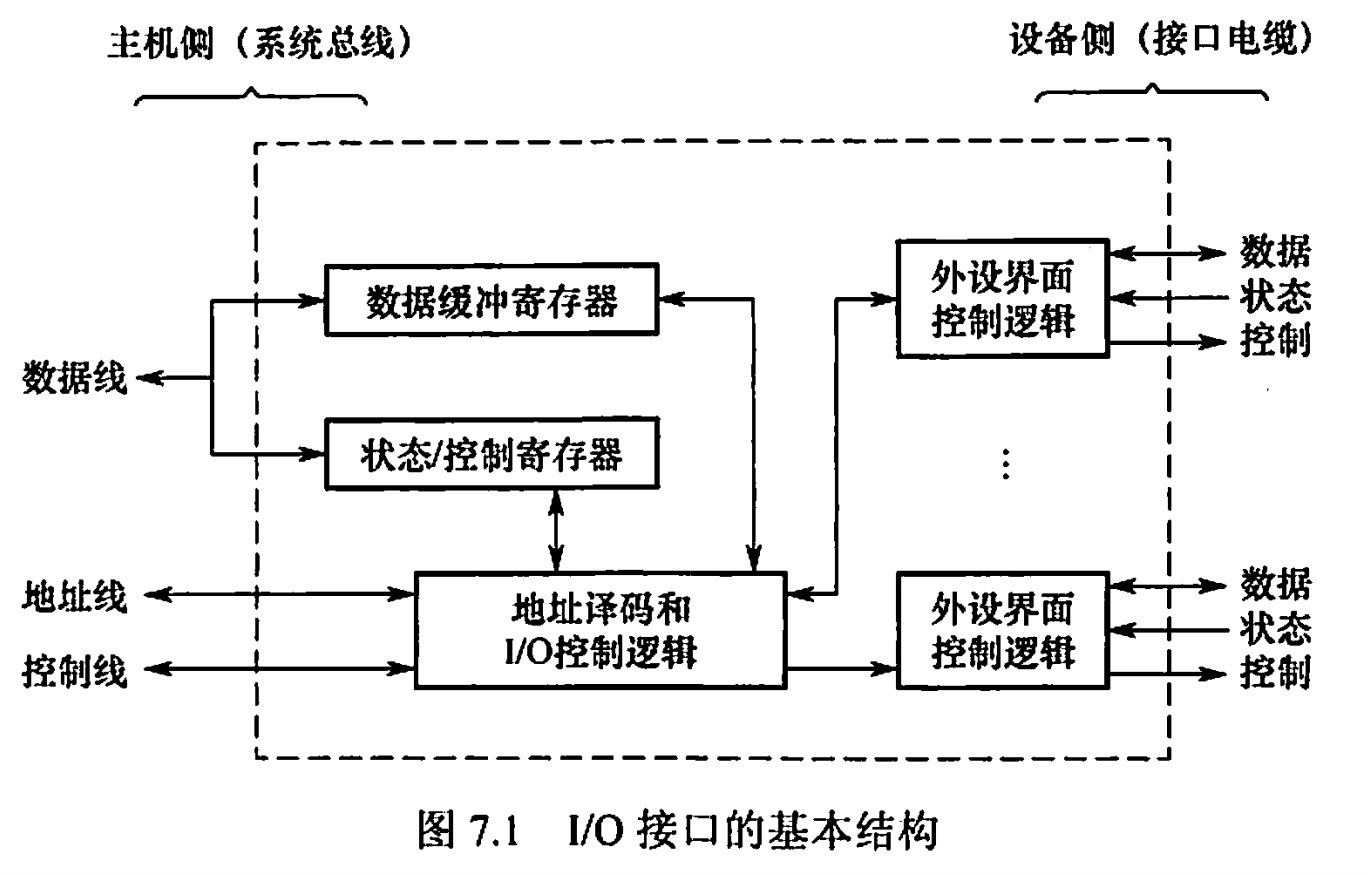 主机侧（系统总线）
设备侧（接口电缆）
数据缓冲寄存器
外设界面
控制逻辑
数据
状态
控制
数据线
状态/控制寄存器
⋮
地址线
控制线
地址译码和
I/O控制逻辑
外设界面
控制逻辑
数据
状态
控制
图 7.1 I/O 接口的基本结构